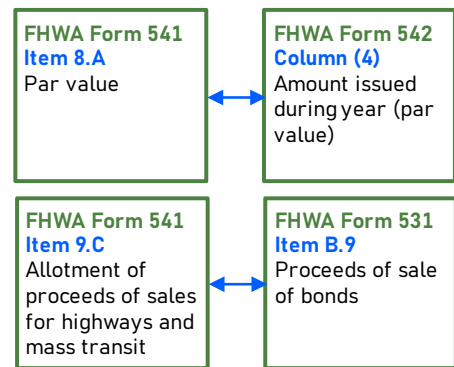 FHWA Form 541
Item 8.A
Par value
FHWA Form 542
Column (4)
Amount issued
during year (par
value)
FHWA Form 541
Item 9.C
Allotment of
proceeds of sales
for highways and
mass transit
FHWA Form 531
Item B.9
Proceeds of sale
of bonds